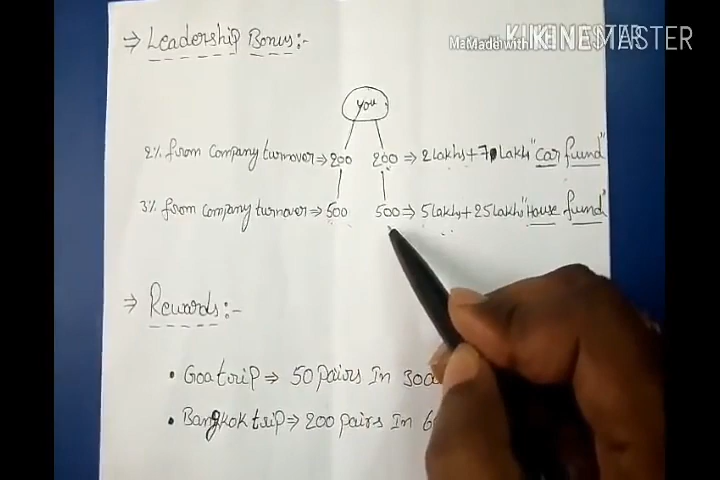 ⇒ Leadership Bonus:-
Made with KINEMASTER
you
2% from company turnover ⇒ 200 200 ⇒ 2 lakhs + 7 Lakh "car fund"
3% from company turnover ⇒ 500 500 ⇒ 5 lakhs + 25 Lakhs "House fund"
⇒ Rewards:-
• Goa trip ⇒ 50 pairs In
• Bangkok trip ⇒ 200 pairs In